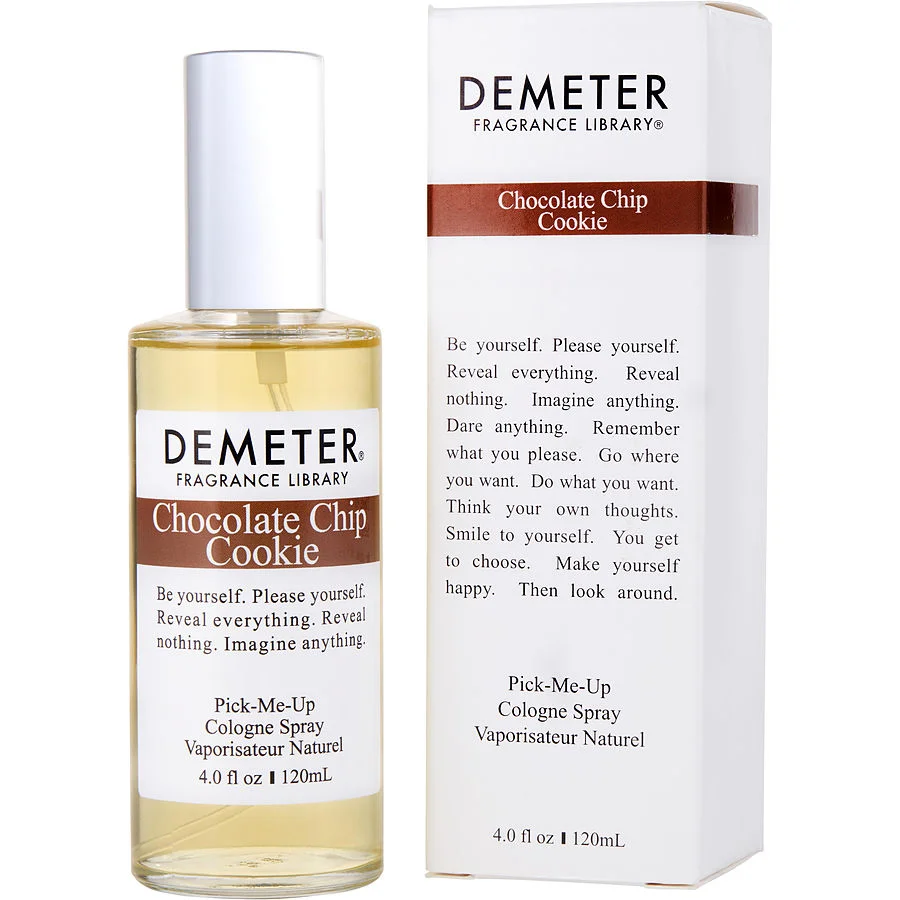 DEMETER®
FRAGRANCE LIBRARY
Chocolate Chip
Cookie
Be yourself. Please yourself.
Reveal everything. Reveal
nothing. Imagine anything.
Pick-Me-Up
Cologne Spray
Vaporisateur Naturel
4.0 fl oz ▮ 120mL
DEMETER
FRAGRANCE LIBRARY®
Chocolate Chip
Cookie
Be yourself. Please yourself.
Reveal everything. Reveal
nothing. Imagine anything.
Dare anything. Remember
what you please. Go where
you want. Do what you want.
Think your own thoughts.
Smile to yourself. You get
to choose. Make yourself
happy. Then look around.
Pick-Me-Up
Cologne Spray
Vaporisateur Naturel
4.0 fl oz ▮ 120mL